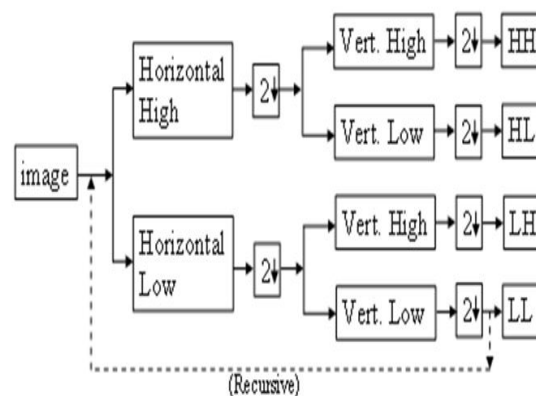 image
Horizontal
High
2↓
Vert. High
2↓
HH
Vert. Low
2↓
HL
Horizontal
Low
2↓
Vert. High
2↓
LH
Vert. Low
2↓
LL
(Recursive)